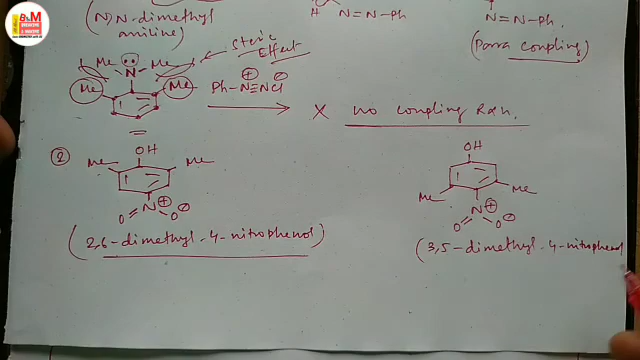 B&M
H
N=N-Ph
N=N-Ph.
(N,N-dimethyl
aniline)
(Para coupling)
Steric
Effect
Me N Me
Me Me
Ph-N≡NCl
⊕ ⊖
X no coupling Rxn.
②
OH
Me Me
N⊕
O O⊖
(2,6-dimethyl-4-nitrophenol)
OH
Me Me
N⊕
O O⊖
(3,5-dimethyl-4-nitrophenol